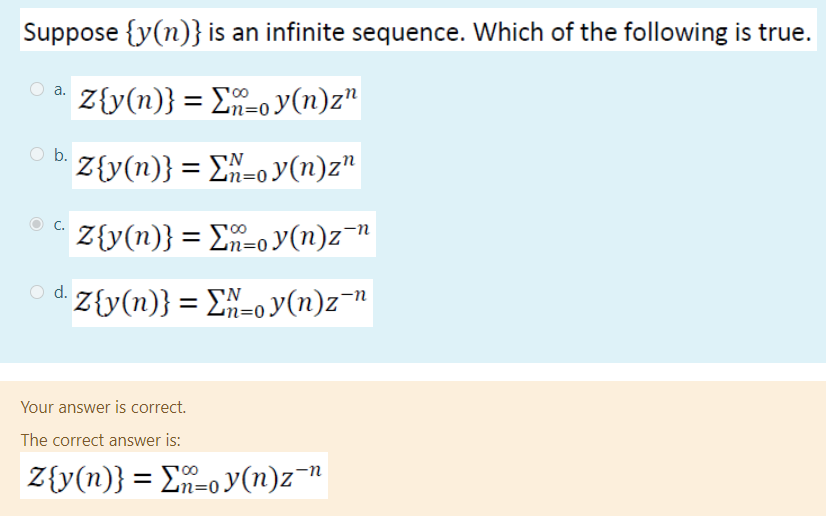 Suppose {y(n)} is an infinite sequence. Which of the following is true.
a. Z{y(n)} = ∑_{n=0}^{∞} y(n)z^n
b. Z{y(n)} = ∑_{n=0}^{N} y(n)z^n
c. Z{y(n)} = ∑_{n=0}^{∞} y(n)z^{-n}
d. Z{y(n)} = ∑_{n=0}^{N} y(n)z^{-n}
Your answer is correct.
The correct answer is:
Z{y(n)} = ∑_{n=0}^{∞} y(n)z^{-n}